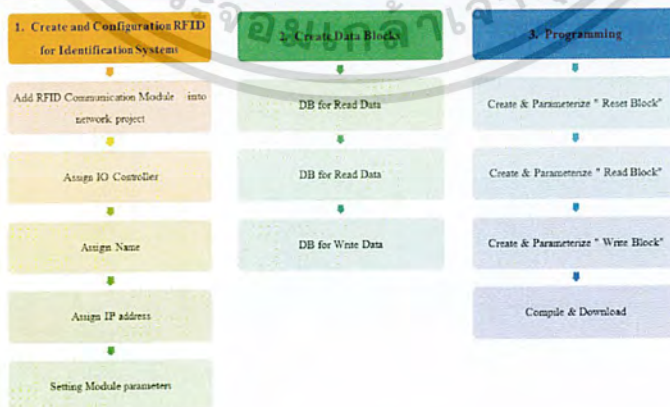 1. Create and Configuration RFID
for Identification Systems
Add RFID Communication Module into
network project
Assign IO Controller
Assign Name
Assign IP address
Setting Module parameters
2. Create Data Blocks
DB for Read Data
DB for Read Data
DB for Write Data
3. Programming
Create & Parameterize " Reset Block"
Create & Parameterize " Read Block"
Create & Parameterize " Write Block"
Compile & Download